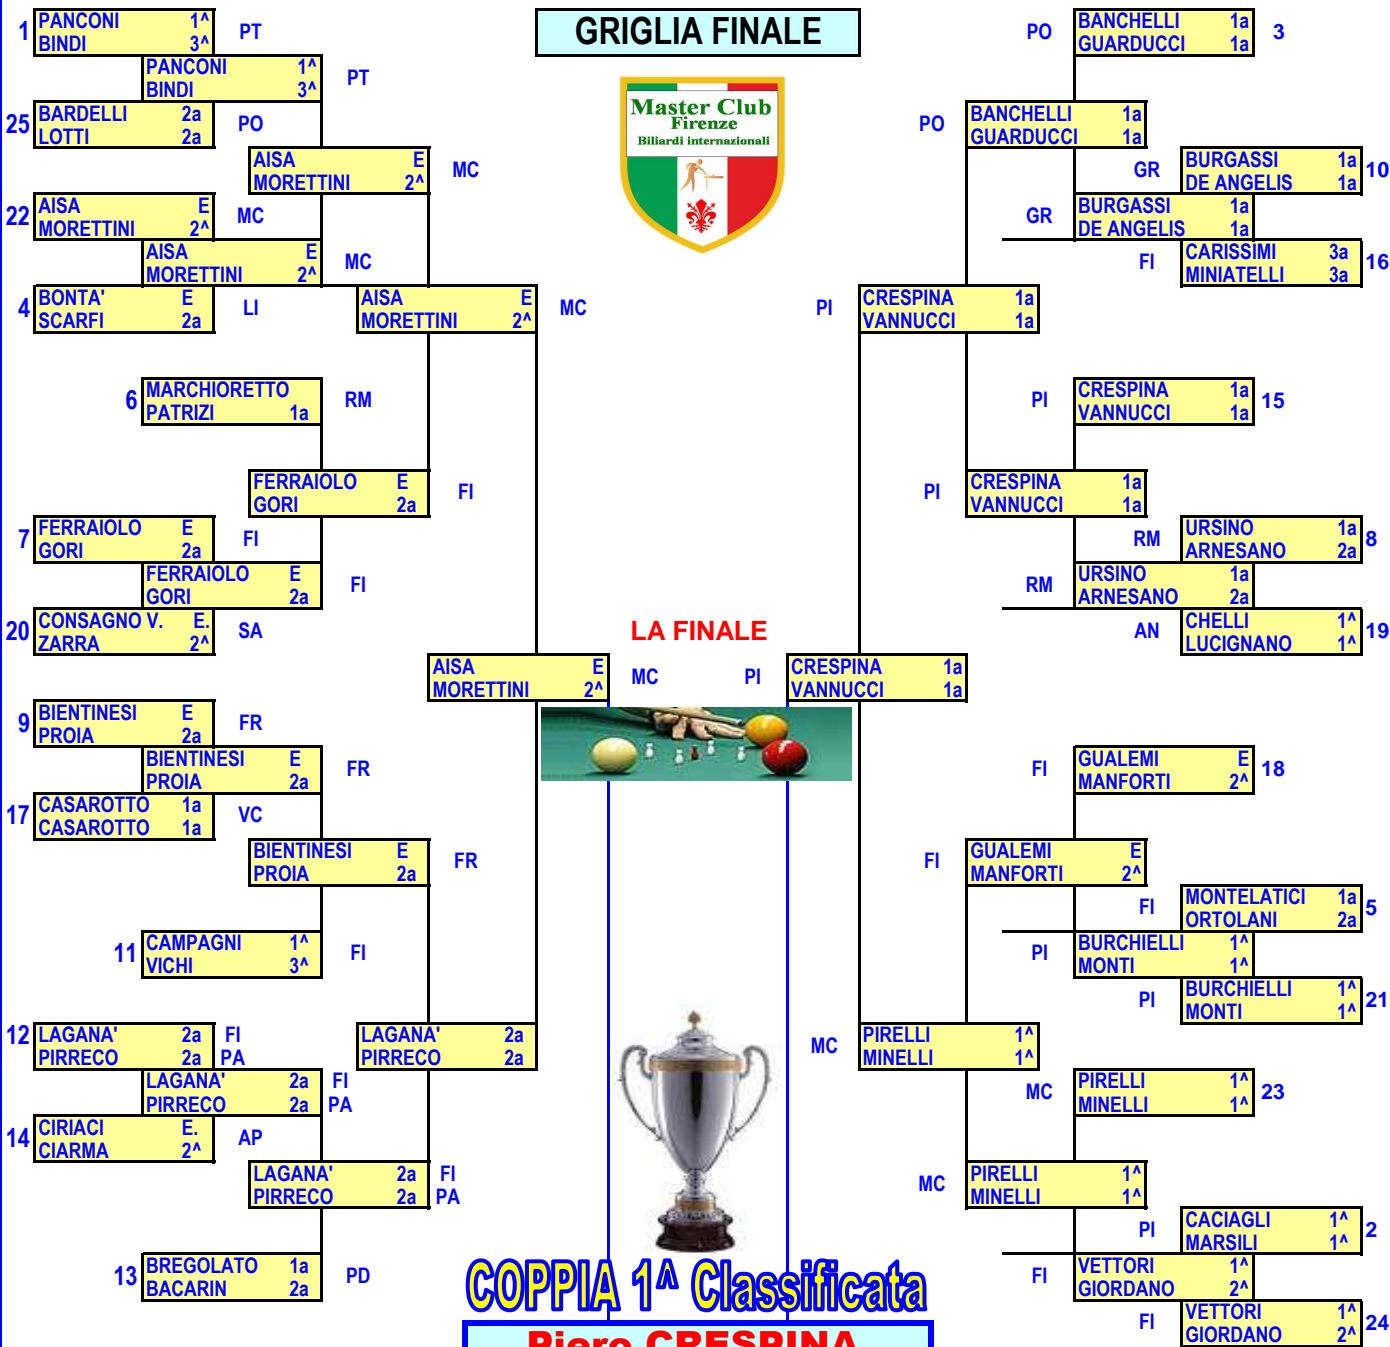 GRIGLIA FINALE
Master Club
Firenze
Biliardi internazionali
1 PANCONI 1^ PT
BINDI 3^
PANCONI 1^ PT
BINDI 3^
25 BARDELLI 2a PO
LOTTI 2a
AISA E MC
MORETTINI 2^
22 AISA E MC
MORETTINI 2^
AISA E MC
MORETTINI 2^
4 BONTA' E LI
SCARFI 2a
AISA E MC
MORETTINI 2^
6 MARCHIORETTO RM
PATRIZI 1a
FERRAIOLO E FI
GORI 2a
7 FERRAIOLO E FI
GORI 2a
FERRAIOLO E FI
GORI 2a
20 CONSAGNO V. E. SA
ZARRA 2^
AISA E MC
MORETTINI 2^
9 BIENTINESI E FR
PROIA 2a
BIENTINESI E FR
PROIA 2a
17 CASAROTTO 1a VC
CASAROTTO 1a
BIENTINESI E FR
PROIA 2a
11 CAMPAGNI 1^ FI
VICHI 3^
12 LAGANA' 2a FI
PIRRECO 2a PA
LAGANA' 2a
PIRRECO 2a
LAGANA' 2a FI
PIRRECO 2a PA
14 CIRIACI E. AP
CIARMA 2^
LAGANA' 2a FI
PIRRECO 2a PA
13 BREGOLATO 1a PD
BACARIN 2a
LA FINALE
PO BANCHELLI 1a 3
GUARDUCCI 1a
PO BANCHELLI 1a
GUARDUCCI 1a
GR BURGASSI 1a 10
DE ANGELIS 1a
GR BURGASSI 1a
DE ANGELIS 1a
FI CARISSIMI 3a 16
MINIATELLI 3a
PI CRESPINA 1a
VANNUCCI 1a
PI CRESPINA 1a 15
VANNUCCI 1a
PI CRESPINA 1a
VANNUCCI 1a
RM URSINO 1a 8
ARNESANO 2a
RM URSINO 1a
ARNESANO 2a
AN CHELLI 1^ 19
LUCIGNANO 1^
PI CRESPINA 1a
VANNUCCI 1a
FI GUALEMI E 18
MANFORTI 2^
FI GUALEMI E
MANFORTI 2^
FI MONTELATICI 1a 5
ORTOLANI 2a
PI BURCHIELLI 1^
MONTI 1^
PI BURCHIELLI 1^ 21
MONTI 1^
MC PIRELLI 1^
MINELLI 1^
MC PIRELLI 1^ 23
MINELLI 1^
MC PIRELLI 1^
MINELLI 1^
PI CACIAGLI 1^ 2
MARSILI 1^
FI VETTORI 1^
GIORDANO 2^
FI VETTORI 1^ 24
GIORDANO 2^
COPPIA 1^ Classificata
Piero CRESPINA